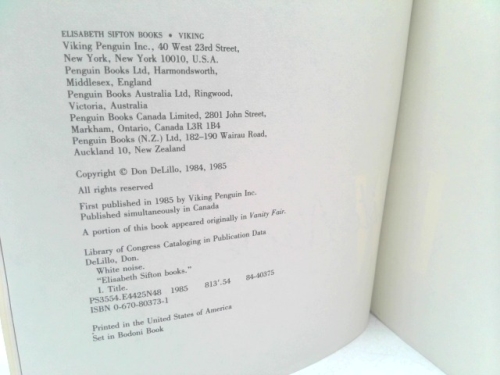 ELISABETH SIFTON BOOKS • VIKING
Viking Penguin Inc., 40 West 23rd Street,
New York, New York 10010, U.S.A.
Penguin Books Ltd, Harmondsworth,
Middlesex, England
Penguin Books Australia Ltd, Ringwood,
Victoria, Australia
Penguin Books Canada Limited, 2801 John Street,
Markham, Ontario, Canada L3R 1B4
Penguin Books (N.Z.) Ltd, 182–190 Wairau Road,
Auckland 10, New Zealand
Copyright © Don DeLillo, 1984, 1985
All rights reserved
First published in 1985 by Viking Penguin Inc.
Published simultaneously in Canada
A portion of this book appeared originally in Vanity Fair.
Library of Congress Cataloging in Publication Data
DeLillo, Don.
White noise.
"Elisabeth Sifton books."
I. Title.
PS3554.E4425N48 1985 813'.54 84-40375
ISBN 0-670-80373-1
Printed in the United States of America
Set in Bodoni Book